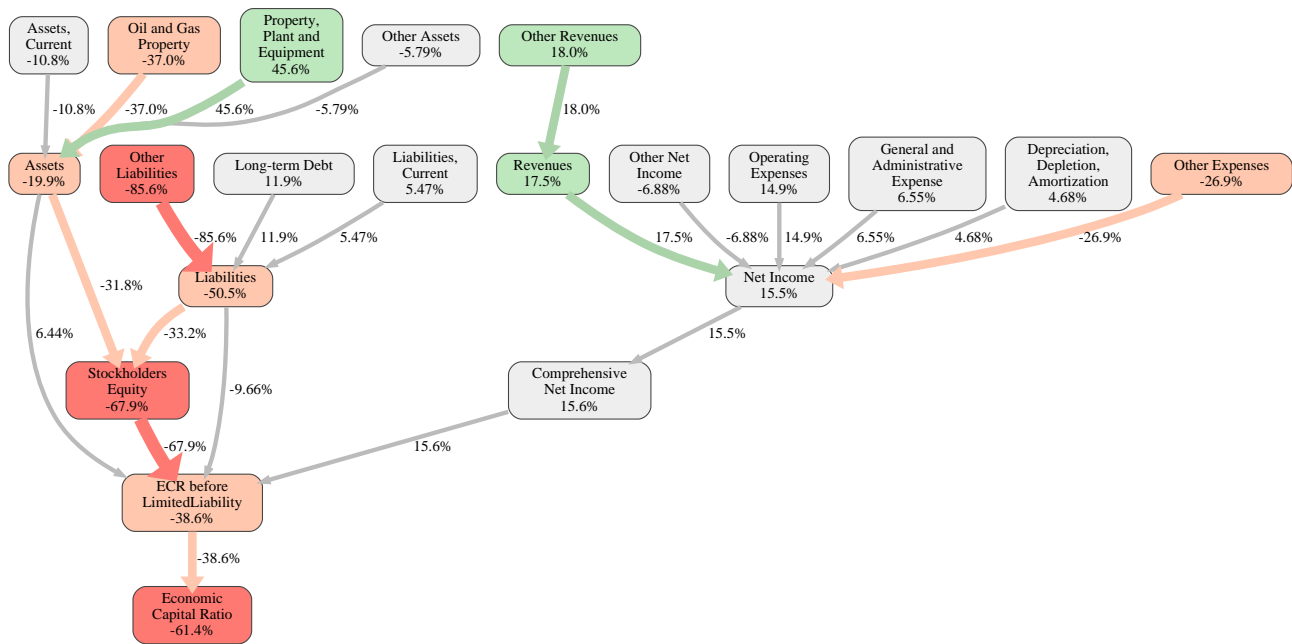 Assets,
Current
-10.8%
Oil and Gas
Property
-37.0%
Property,
Plant and
Equipment
45.6%
Other Assets
-5.79%
Other Revenues
18.0%
-10.8%
-37.0%
45.6%
-5.79%
18.0%
Assets
-19.9%
Other
Liabilities
-85.6%
Long-term Debt
11.9%
Liabilities,
Current
5.47%
Revenues
17.5%
Other Net
Income
-6.88%
Operating
Expenses
14.9%
General and
Administrative
Expense
6.55%
Depreciation,
Depletion,
Amortization
4.68%
Other Expenses
-26.9%
-85.6%
11.9%
5.47%
17.5%
-6.88%
14.9%
6.55%
4.68%
-26.9%
Liabilities
-50.5%
Net Income
15.5%
-31.8%
6.44%
-33.2%
15.5%
Stockholders
Equity
-67.9%
-9.66%
Comprehensive
Net Income
15.6%
-67.9%
15.6%
ECR before
LimitedLiability
-38.6%
-38.6%
Economic
Capital Ratio
-61.4%